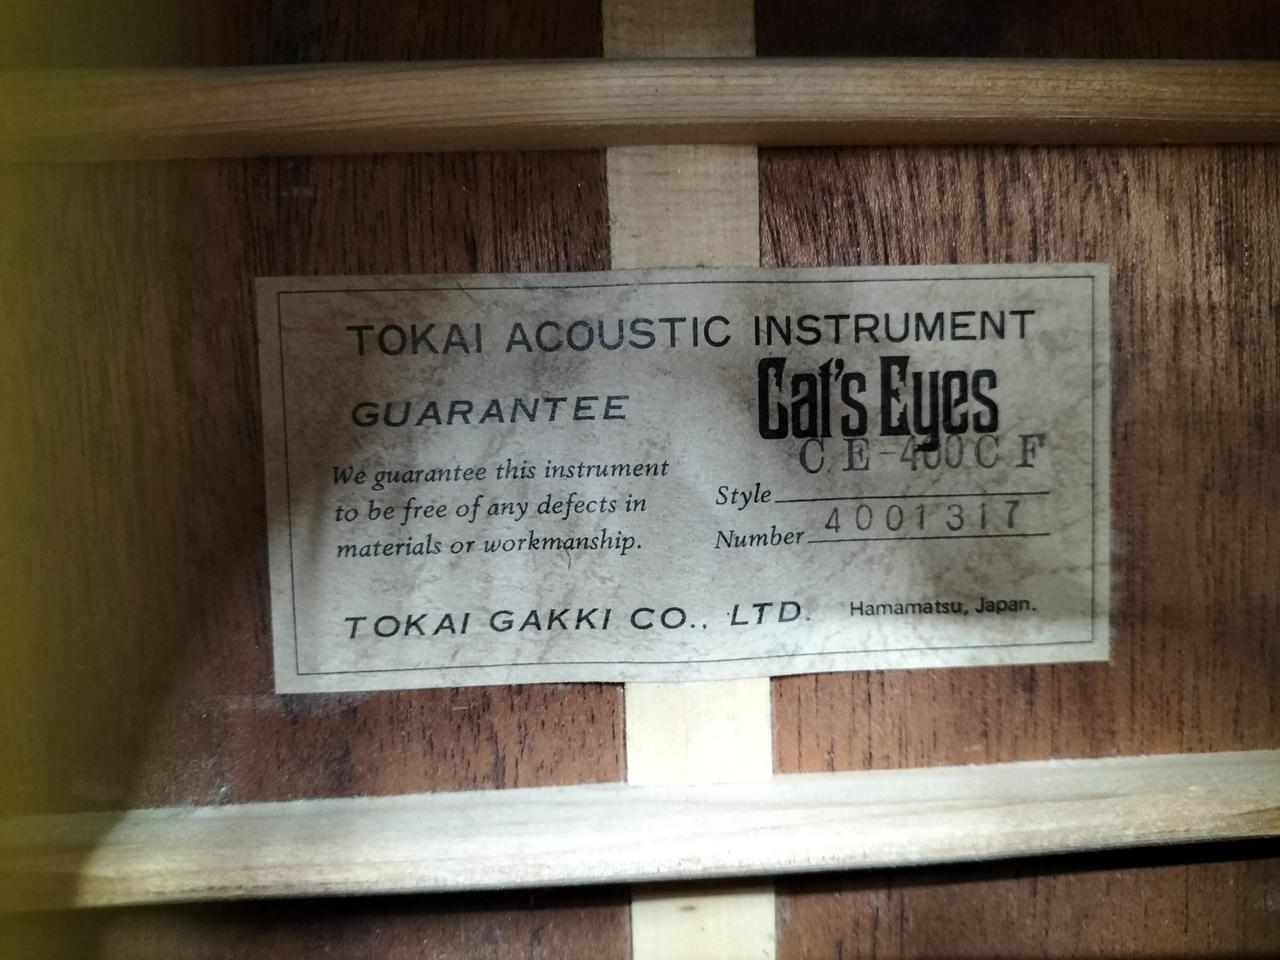 TOKAI ACOUSTIC INSTRUMENT
GUARANTEE
Cat's Eyes
We guarantee this instrument
to be free of any defects in
materials or workmanship.
CE-400CF
Style
Number 4001317
TOKAI GAKKI CO., LTD. Hamamatsu, Japan.